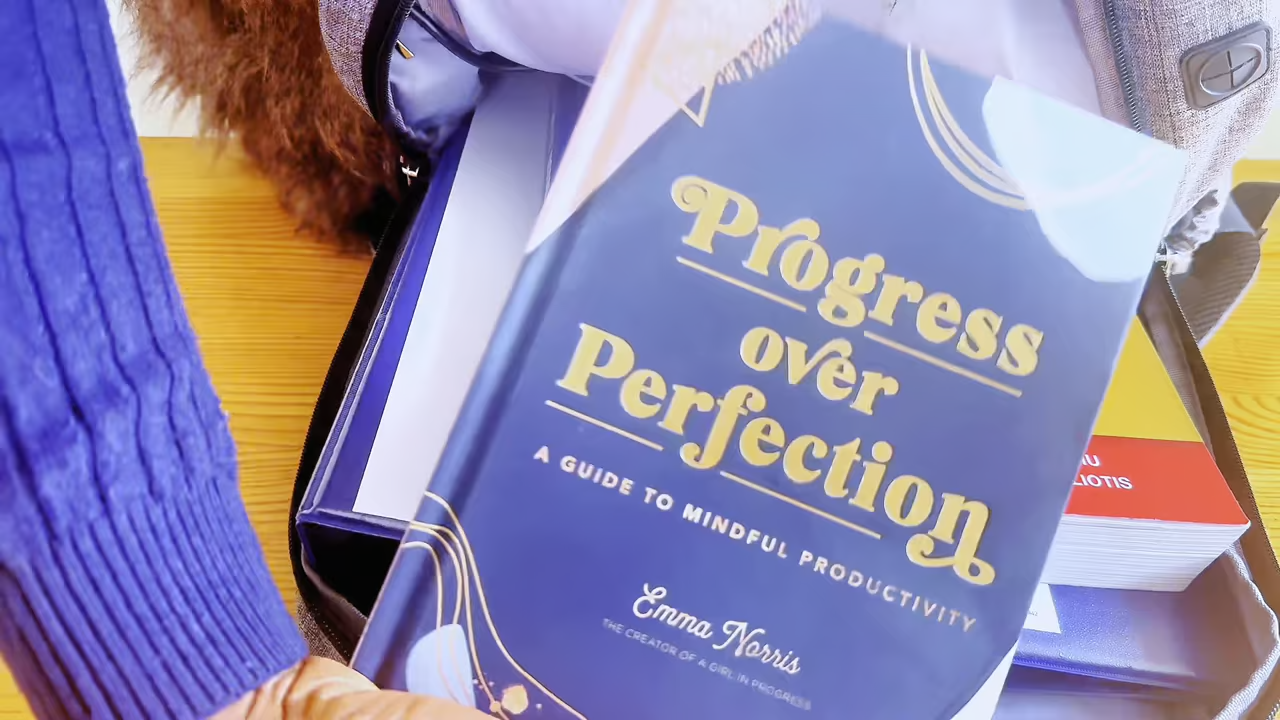 Progress
over
Perfection
A GUIDE TO MINDFUL PRODUCTIVITY
Emma Norris
THE CREATOR OF A GIRL IN PROGRESS
IU
LIOTIS